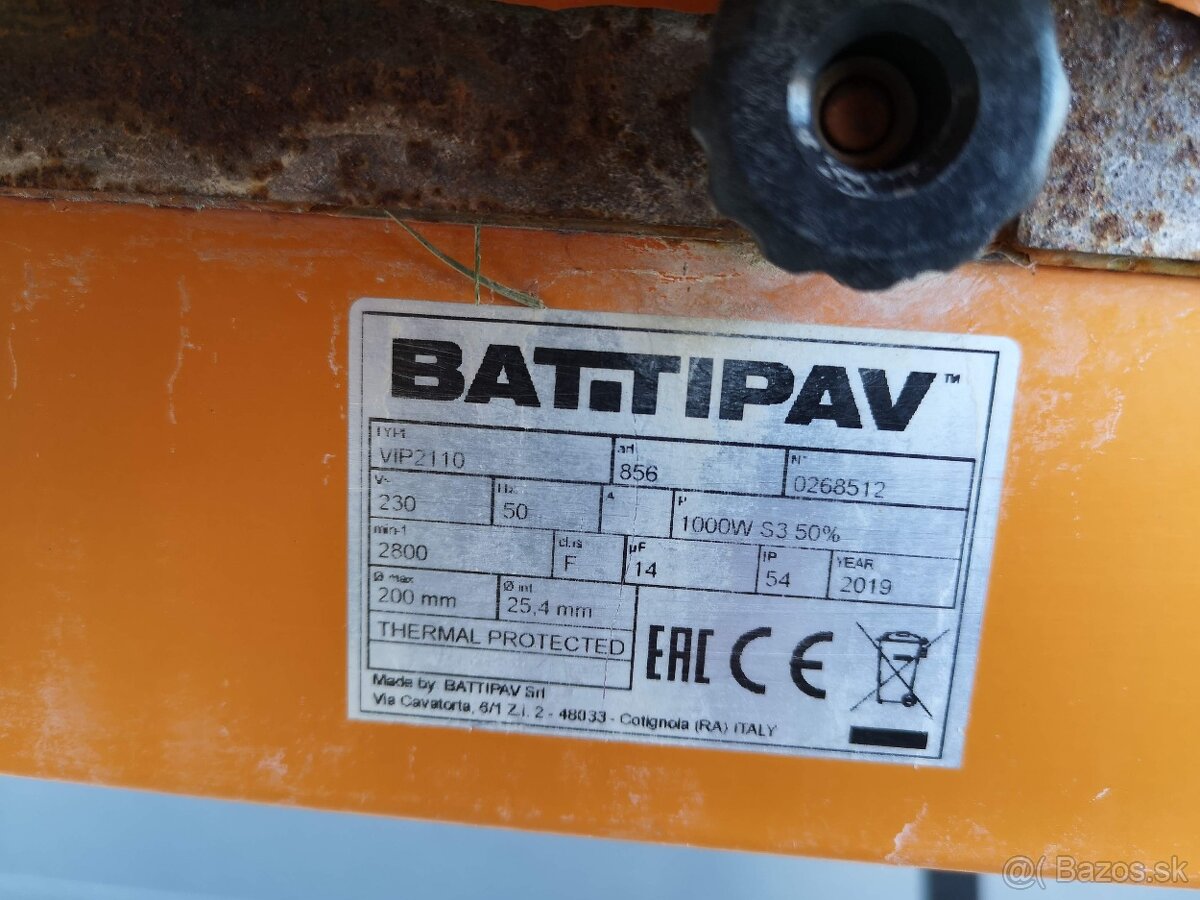 BATTIPAV™
TYPE
VIP2110
art
856
N°
0268512
V~
230
Hz
50
A
P
1000W S3 50%
min-1
2800
clas
F
µF
14
IP
54
YEAR
2019
Ø max
200 mm
Ø int
25,4 mm
THERMAL PROTECTED
EAC CE
Made by BATTIPAV Srl
Via Cavatorta, 6/1 Z.i. 2 - 48033 - Cotignola (RA) ITALY
@( Bazos.sk